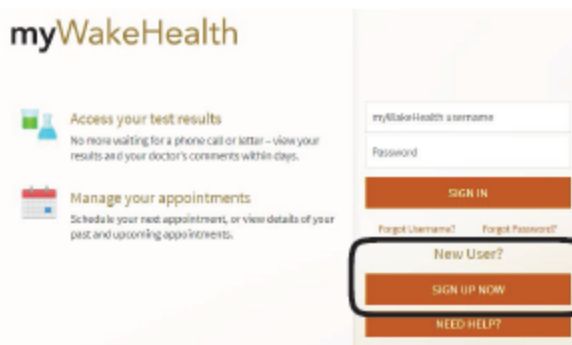 myWakeHealth
Access your test results
No more waiting for a phone call or letter – view your
results and your doctor's comments within days.
Manage your appointments
Schedule your next appointment, or view details of your
past and upcoming appointments.
myWakeHealth username
Password
SIGN IN
Forgot Username? Forgot Password?
New User?
SIGN UP NOW
NEED HELP?